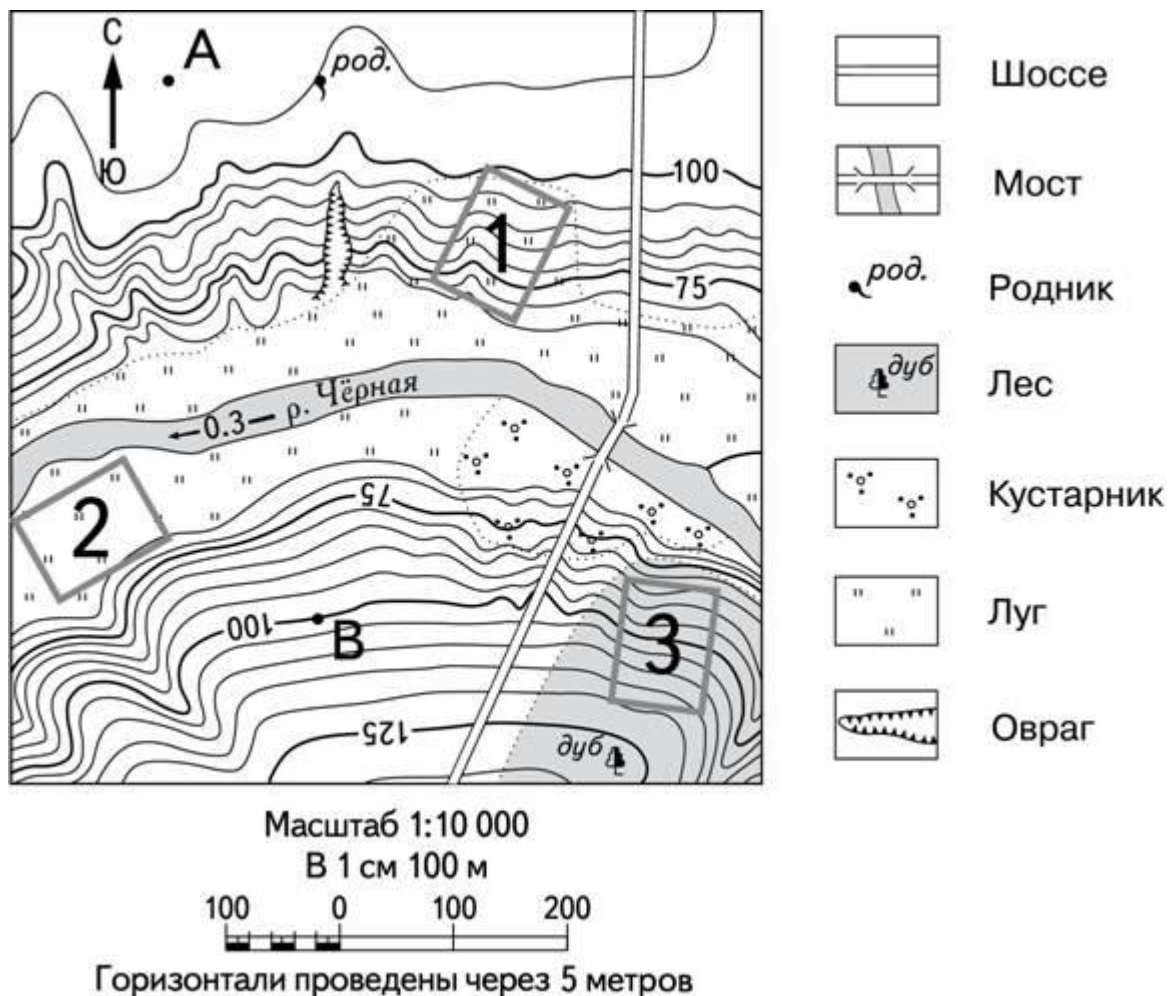 С
А
род.
Ю
100
1
75
0.3 р. Чёрная
2
75
100
В
3
125
дуб
Шоссе
Мост
род.
Родник
дуб
Лес
Кустарник
Луг
Овраг
Масштаб 1:10 000
В 1 см 100 м
100 0 100 200
Горизонтали проведены через 5 метров